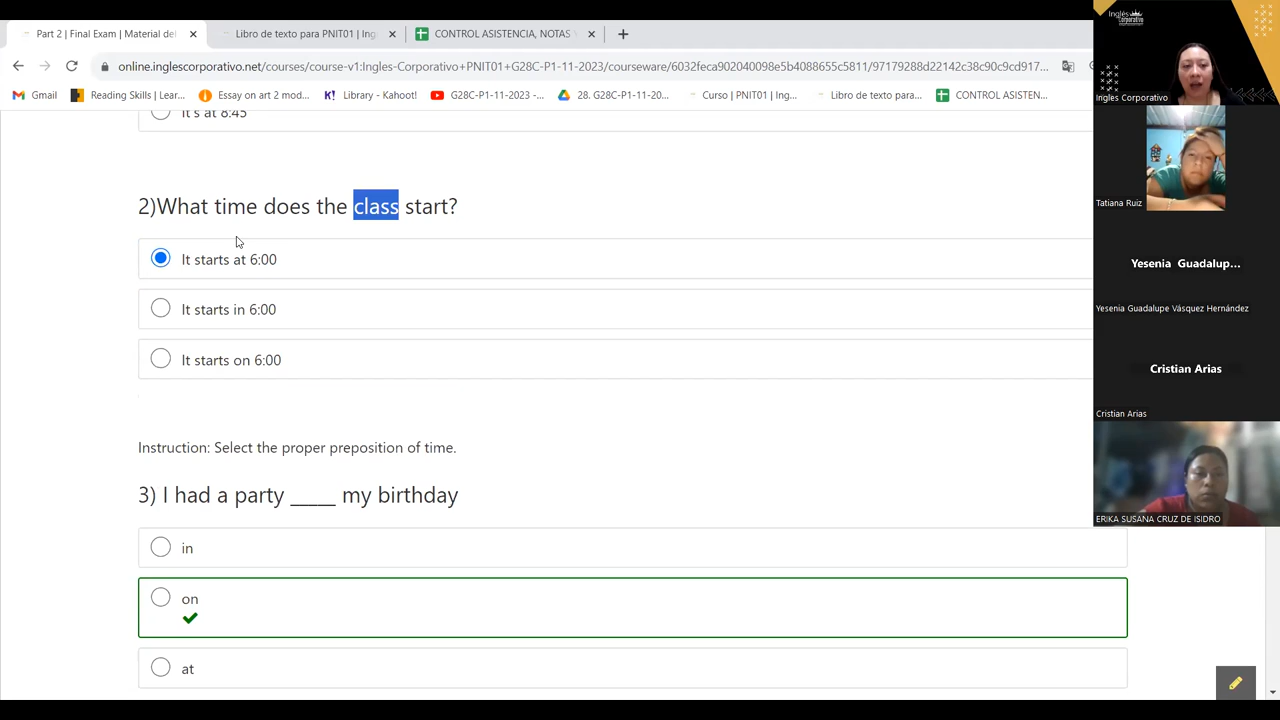 Part 2 | Final Exam | Material del
Libro de texto para PNIT01 | Ing
CONTROL ASISTENCIA, NOTAS
online.inglescorporativo.net/courses/course-v1:Ingles-Corporativo+PNIT01+G28C-P1-11-2023/courseware/6032feca902040098e5b4088655c5811/97179288d22142c38c90c9cd917...
Gmail
Reading Skills | Lear...
Essay on art 2 mod...
Library - Ka
G28C-P1-11-2023 -...
28. G28C-P1-11-20...
Curso | PNIT01 | Ing...
Libro de texto para...
CONTROL ASISTEN...
It's at 8:45
2)What time does the class start?
It starts at 6:00
It starts in 6:00
It starts on 6:00
Instruction: Select the proper preposition of time.
3) I had a party _____ my birthday
in
on
at
Inglés
Corporativo
Ingles Corporativo
Tatiana Ruiz
Yesenia Guadalup...
Yesenia Guadalupe Vásquez Hernández
Cristian Arias
Cristian Arias
ERIKA SUSANA CRUZ DE ISIDRO